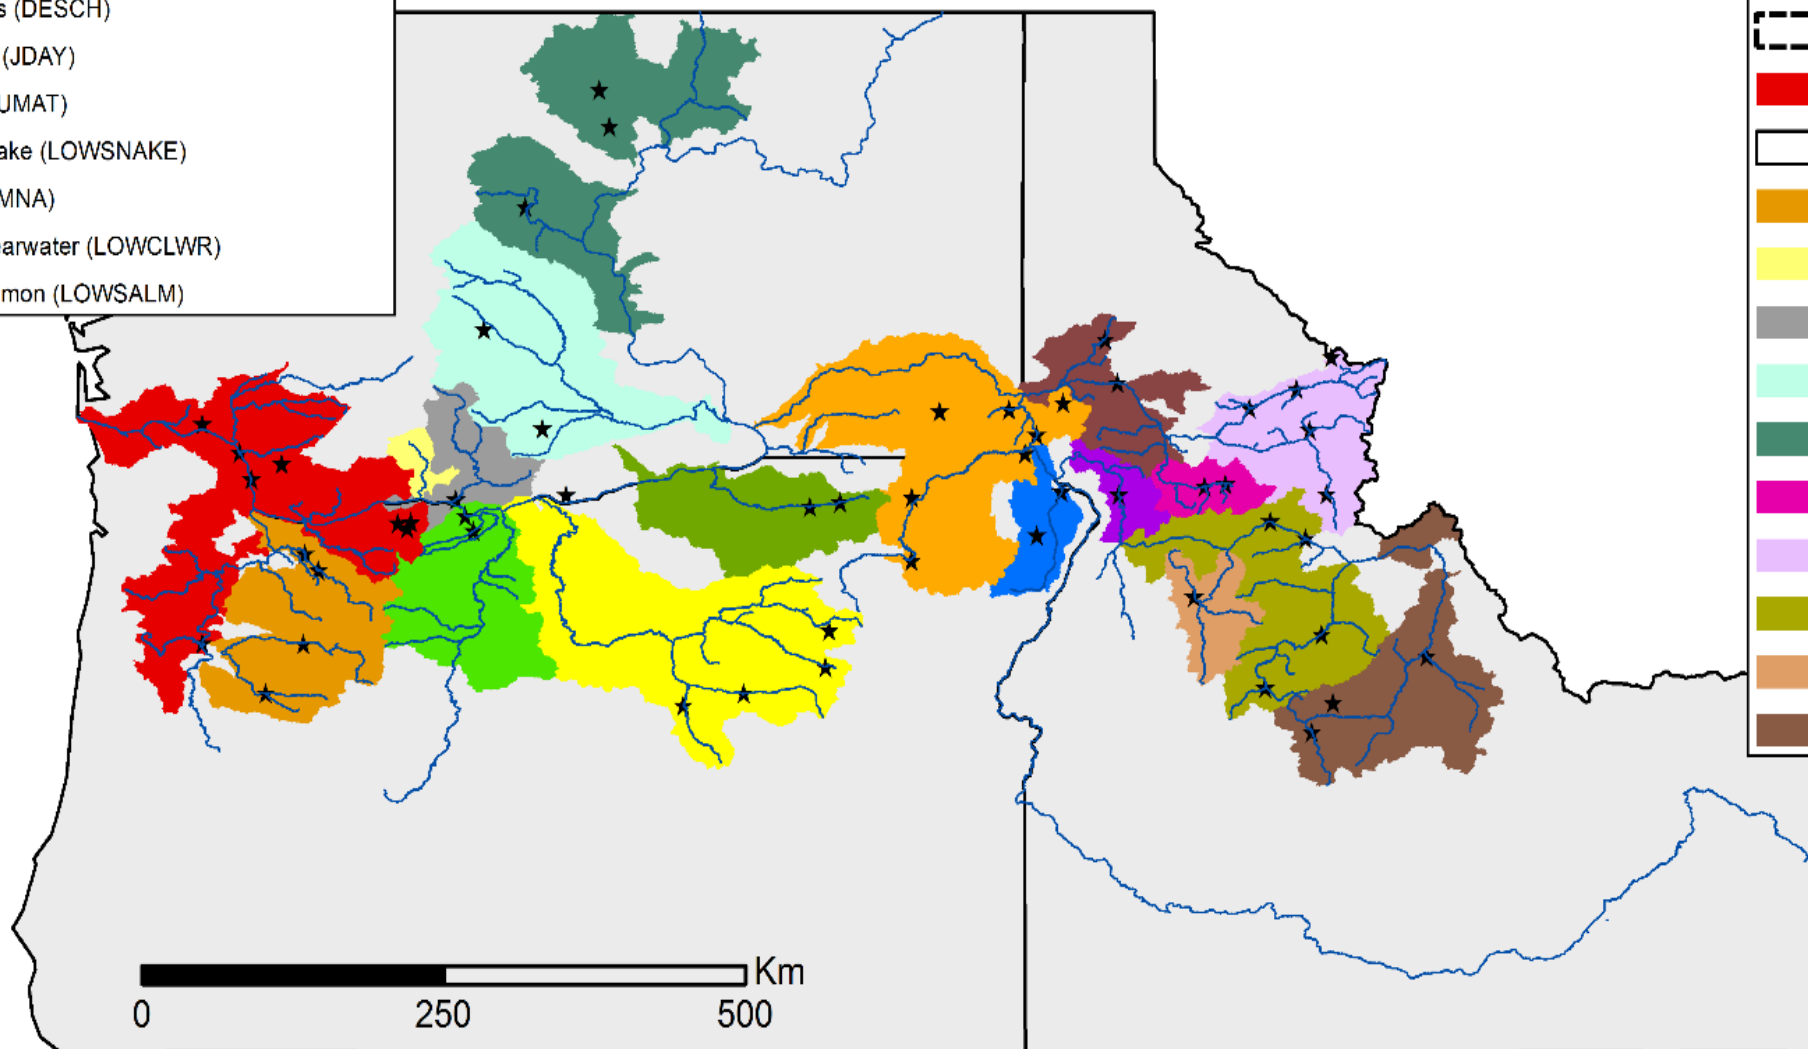 s (DESCH)
(JDAY)
UMAT)
ake (LOWSNAKE)
MNA)
earwater (LOWCLWR)
mon (LOWSALM)
Km
0 250 500